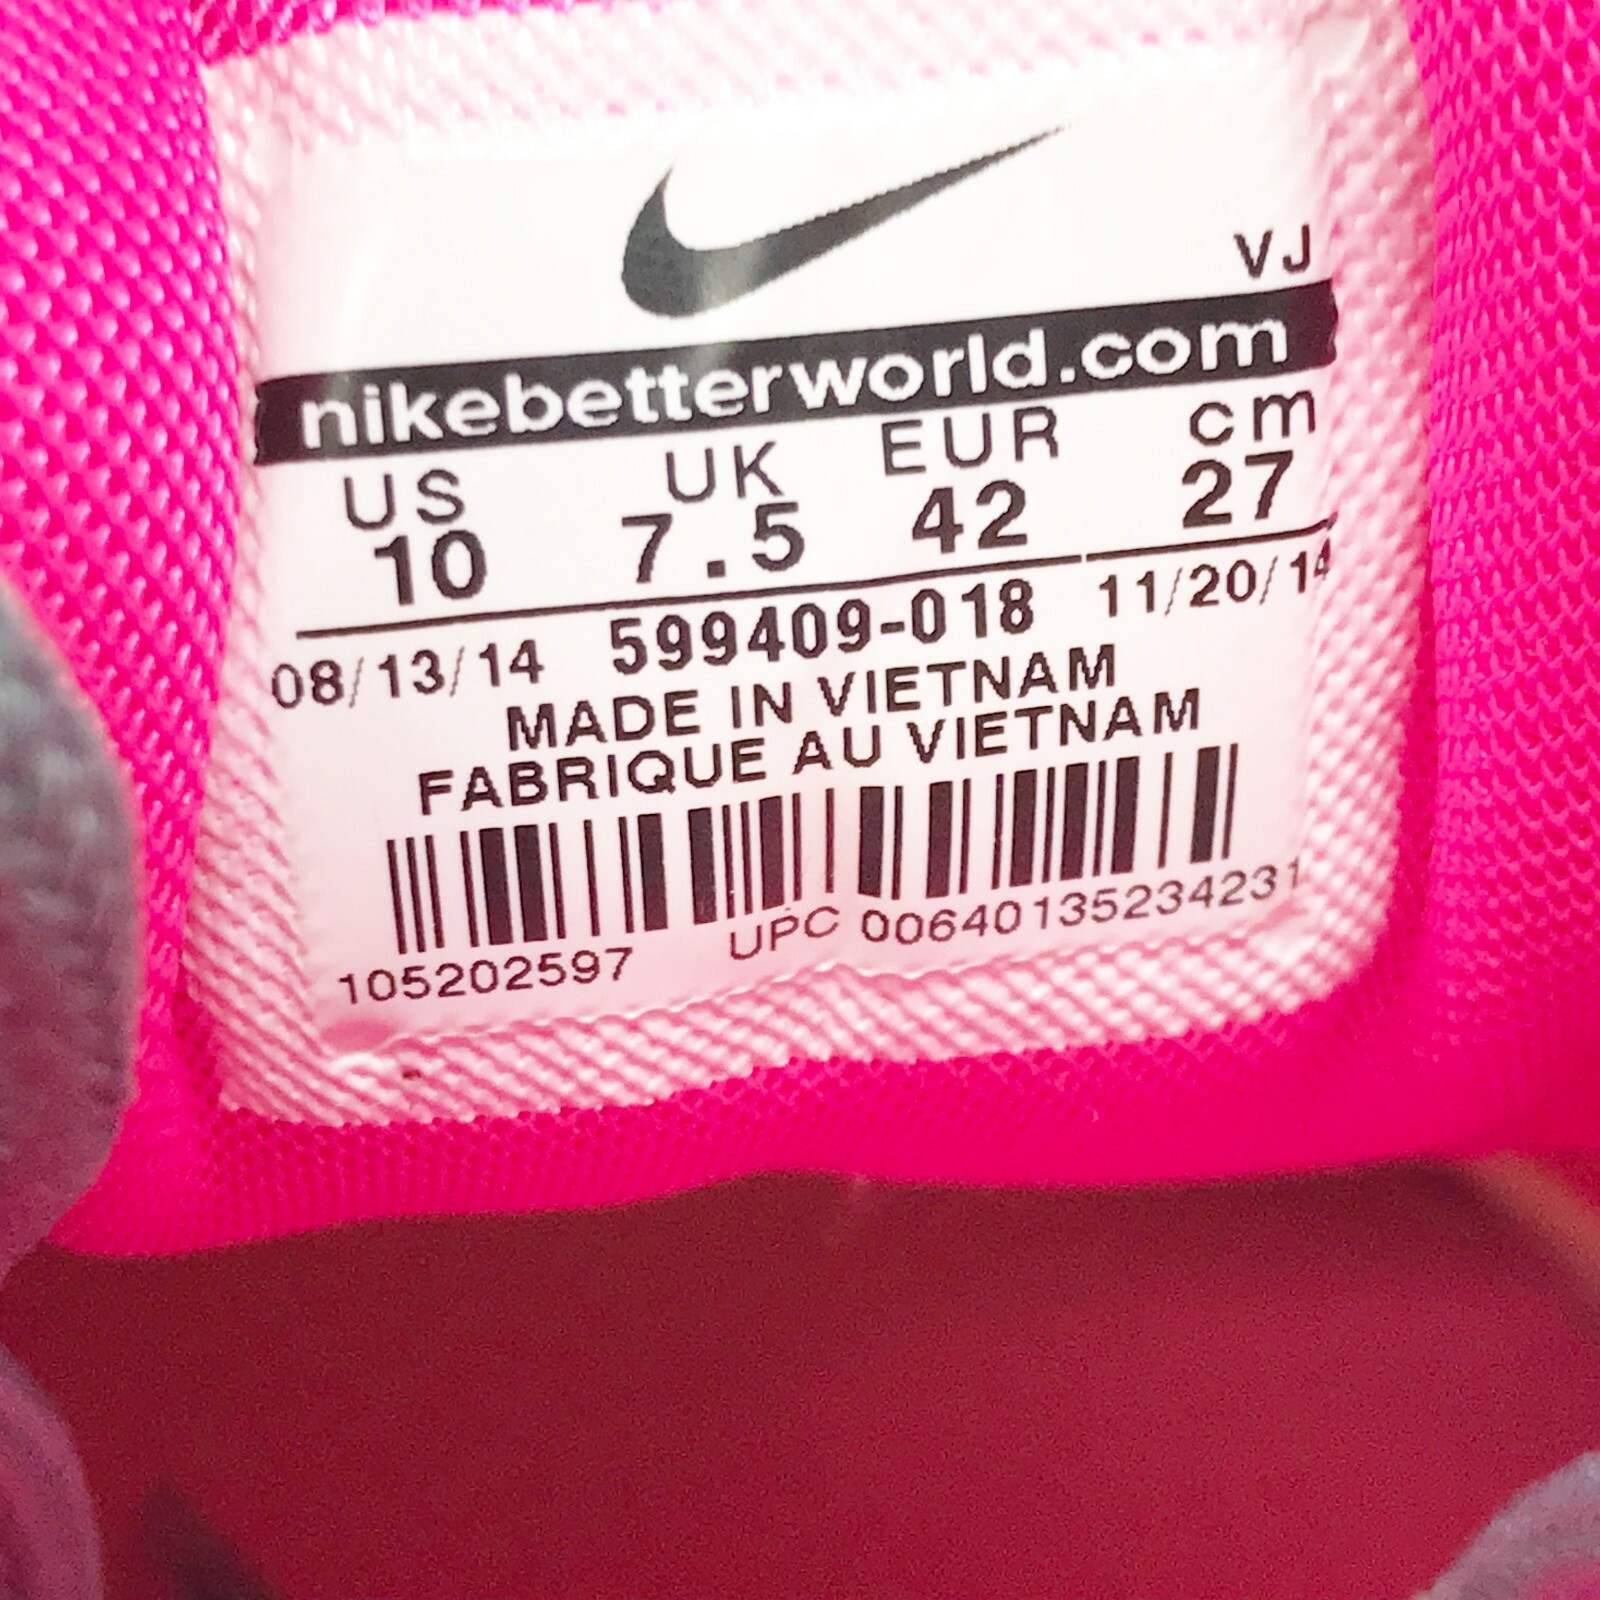 VJ
nikebetterworld.com
US UK EUR cm
10 7.5 42 27
08/13/14 599409-018 11/20/14
MADE IN VIETNAM
FABRIQUE AU VIETNAM
105202597 UPC 00640135234231